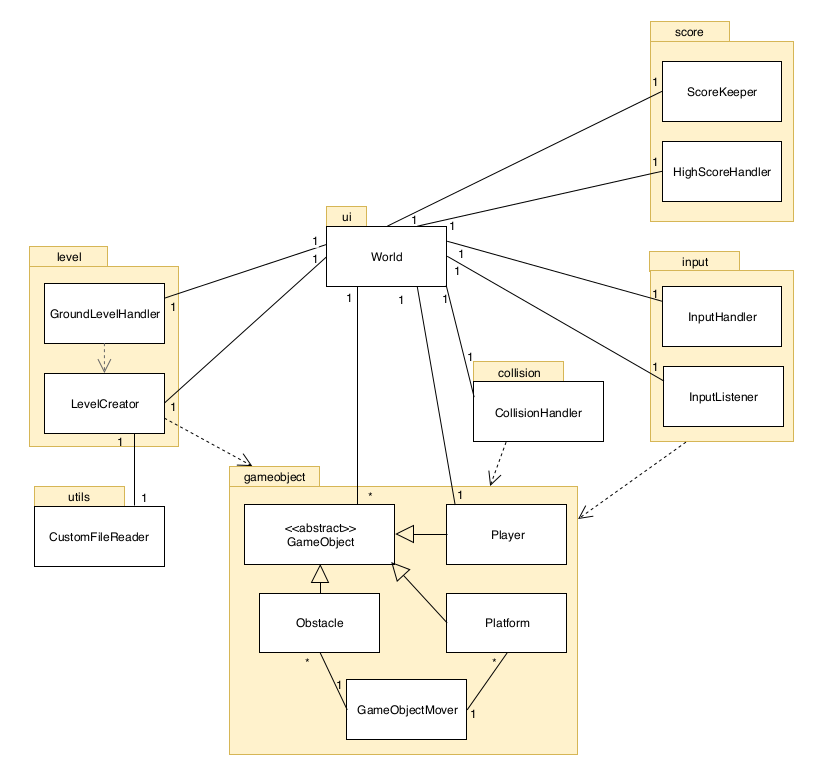 score
1
ScoreKeeper
1
HighScoreHandler
ui
1
1
1
World
1
1
1
1
1
1
level
input
GroundLevelHandler
1
1
InputHandler
1
InputListener
1
collision
CollisionHandler
LevelCreator
1
1
gameobject
utils
1
CustomFileReader
*
1
<<abstract>>
GameObject
Player
Obstacle
Platform
*
*
1
GameObjectMover
1